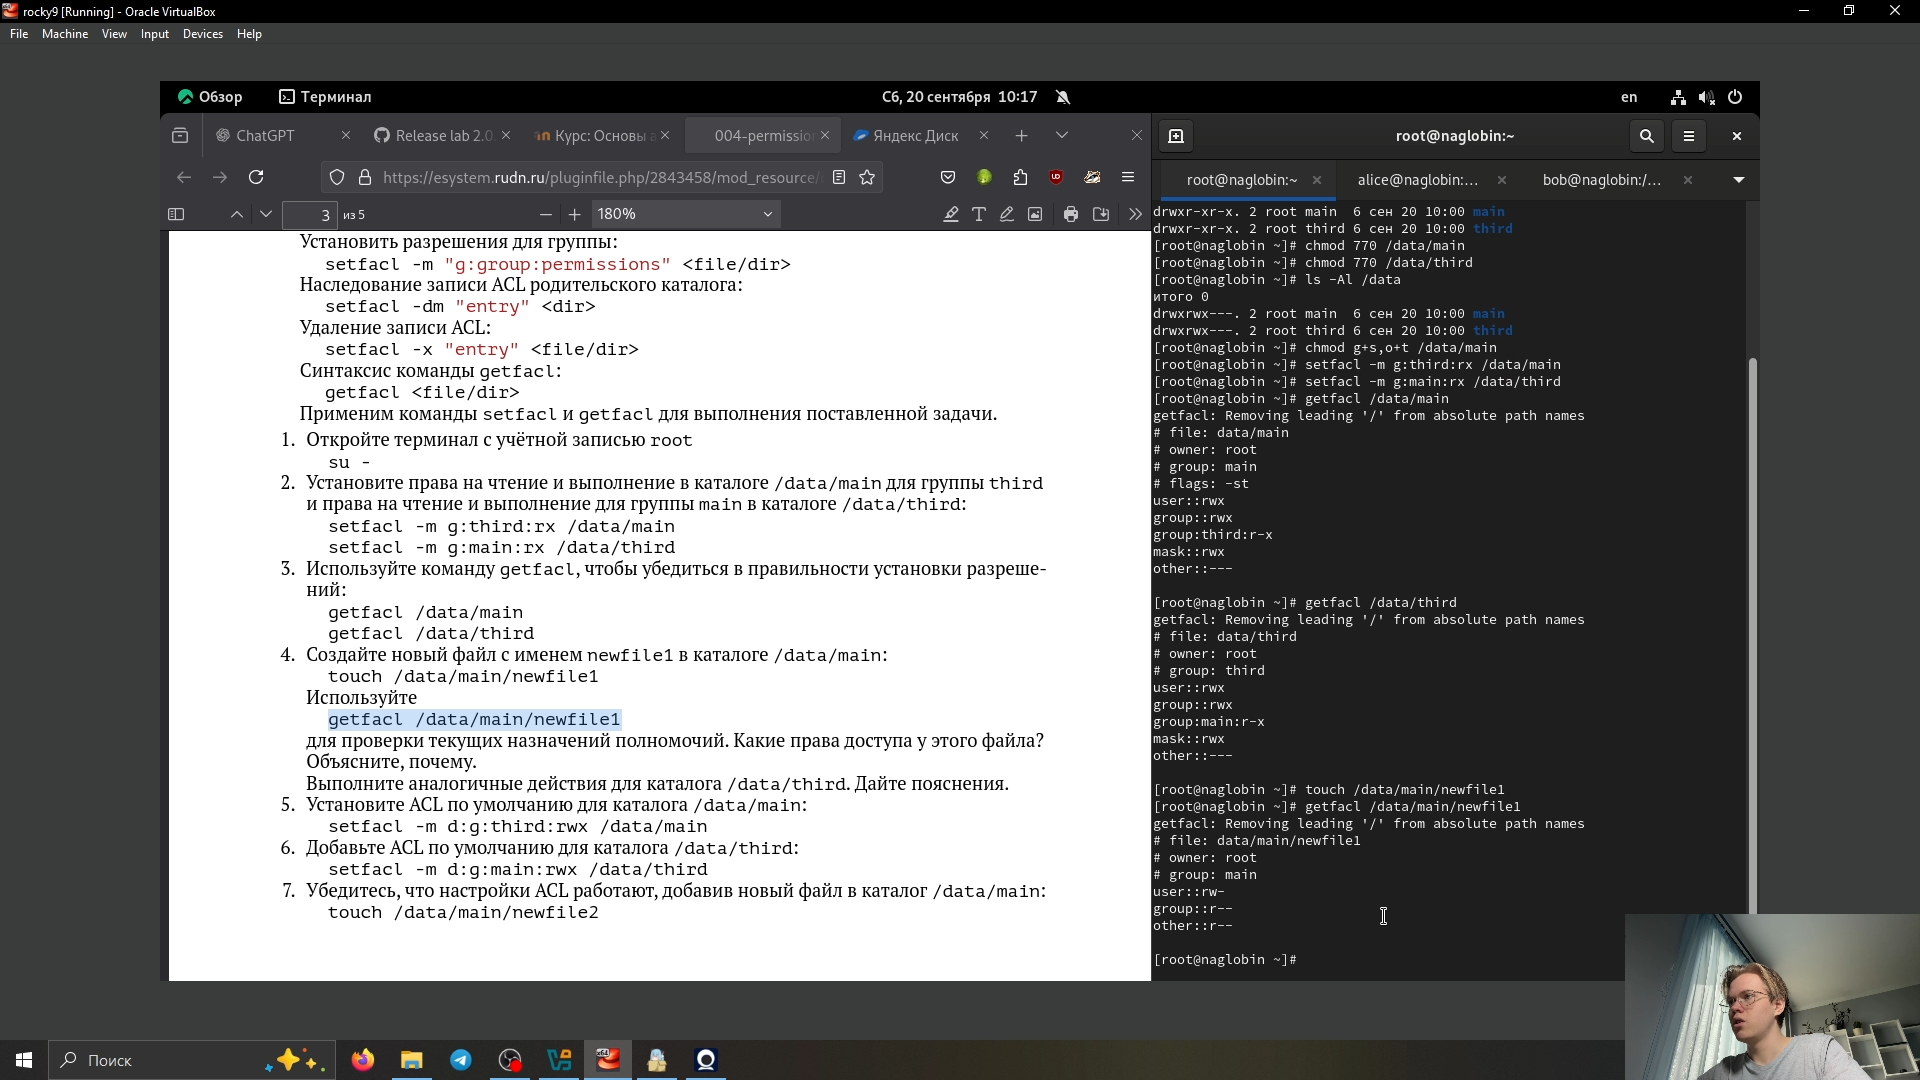 rocky9 [Running] - Oracle VirtualBox
File Machine View Input Devices Help
Обзор Терминал Сб, 20 сентября 10:17 en
ChatGPT Release lab 2.0. Курс: Основы а 004-permissio Яндекс Диск
https://esystem.rudn.ru/pluginfile.php/2843458/mod_resource/
3 из 5 180%
Установить разрешения для группы:
setfacl -m "g:group:permissions" <file/dir>
Наследование записи ACL родительского каталога:
setfacl -dm "entry" <dir>
Удаление записи ACL:
setfacl -x "entry" <file/dir>
Синтаксис команды getfacl:
getfacl <file/dir>
Применим команды setfacl и getfacl для выполнения поставленной задачи.
1. Откройте терминал с учётной записью root
su -
2. Установите права на чтение и выполнение в каталоге /data/main для группы third
и права на чтение и выполнение для группы main в каталоге /data/third:
setfacl -m g:third:rx /data/main
setfacl -m g:main:rx /data/third
3. Используйте команду getfacl, чтобы убедиться в правильности установки разреше-
ний:
getfacl /data/main
getfacl /data/third
4. Создайте новый файл с именем newfile1 в каталоге /data/main:
touch /data/main/newfile1
Используйте
getfacl /data/main/newfile1
для проверки текущих назначений полномочий. Какие права доступа у этого файла?
Объясните, почему.
Выполните аналогичные действия для каталога /data/third. Дайте пояснения.
5. Установите ACL по умолчанию для каталога /data/main:
setfacl -m d:g:third:rwx /data/main
6. Добавьте ACL по умолчанию для каталога /data/third:
setfacl -m d:g:main:rwx /data/third
7. Убедитесь, что настройки ACL работают, добавив новый файл в каталог /data/main:
touch /data/main/newfile2
root@naglobin:~
root@naglobin:~ alice@naglobin:... bob@naglobin:/...
drwxr-xr-x. 2 root main  6 сен 20 10:00 main
drwxr-xr-x. 2 root third 6 сен 20 10:00 third
[root@naglobin ~]# chmod 770 /data/main
[root@naglobin ~]# chmod 770 /data/third
[root@naglobin ~]# ls -Al /data
итого 0
drwxrwx---. 2 root main  6 сен 20 10:00 main
drwxrwx---. 2 root third 6 сен 20 10:00 third
[root@naglobin ~]# chmod g+s,o+t /data/main
[root@naglobin ~]# setfacl -m g:third:rx /data/main
[root@naglobin ~]# setfacl -m g:main:rx /data/third
[root@naglobin ~]# getfacl /data/main
getfacl: Removing leading '/' from absolute path names
# file: data/main
# owner: root
# group: main
# flags: -st
user::rwx
group::rwx
group:third:r-x
mask::rwx
other::---
[root@naglobin ~]# getfacl /data/third
getfacl: Removing leading '/' from absolute path names
# file: data/third
# owner: root
# group: third
user::rwx
group::rwx
group:main:r-x
mask::rwx
other::---
[root@naglobin ~]# touch /data/main/newfile1
[root@naglobin ~]# getfacl /data/main/newfile1
getfacl: Removing leading '/' from absolute path names
# file: data/main/newfile1
# owner: root
# group: main
user::rw-
group::r--
other::r--
[root@naglobin ~]#
Поиск